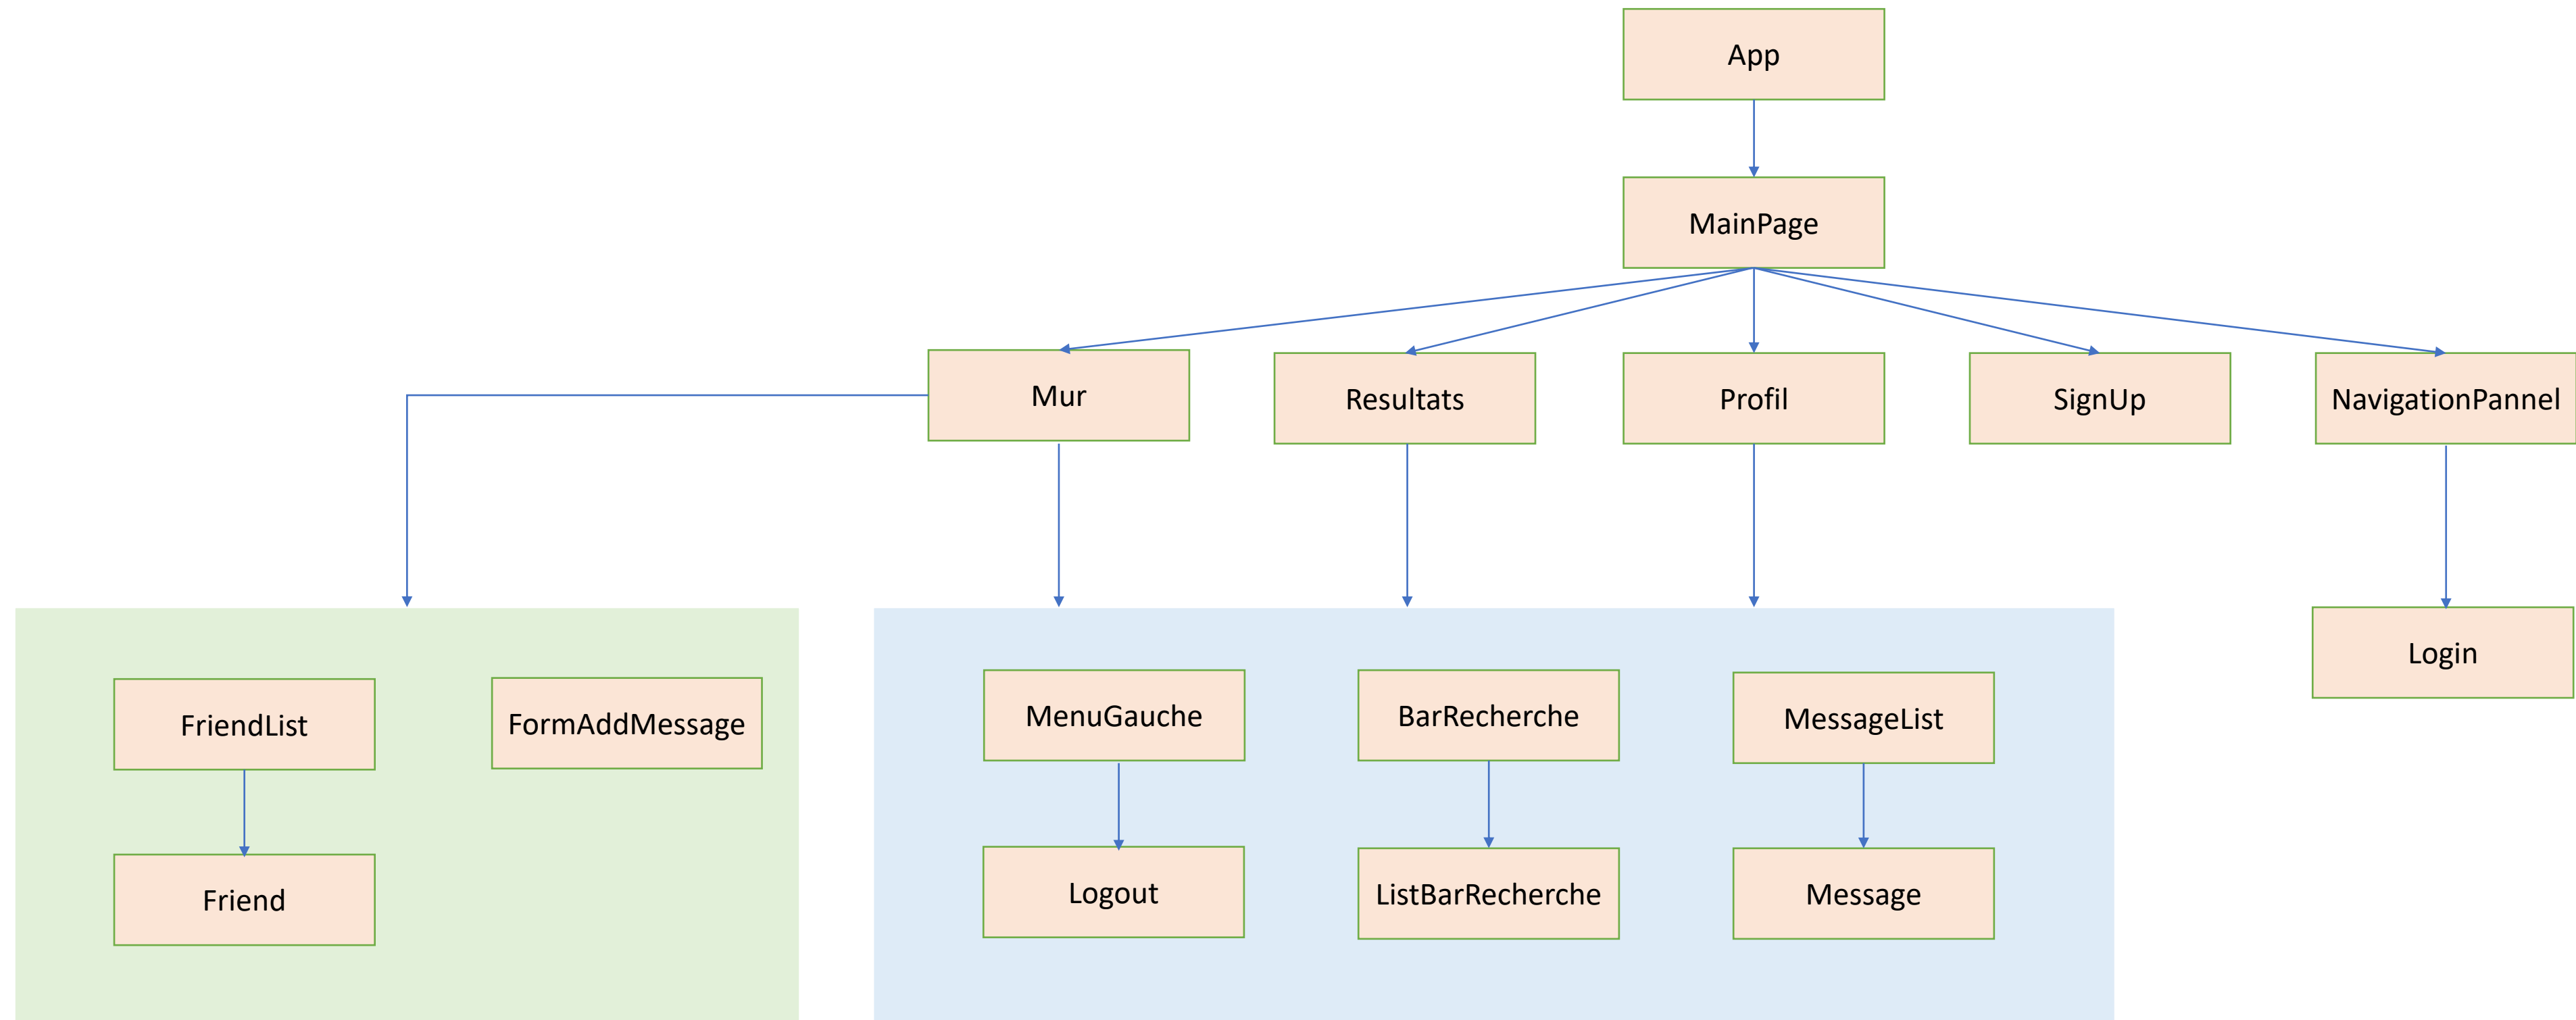 App
MainPage
Mur
Resultats
Profil
SignUp
NavigationPannel
Login
FriendList
FormAddMessage
MenuGauche
BarRecherche
MessageList
Friend
Logout
ListBarRecherche
Message